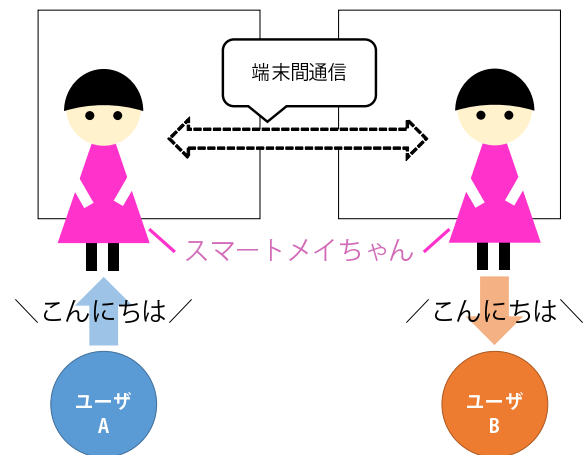 端末間通信
スマートメイちゃん
＼こんにちは／
＼こんにちは＼
ユーザ
A
ユーザ
B